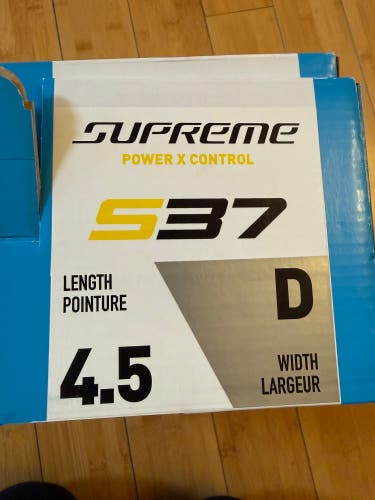 SUPREME
POWER X CONTROL
S37
LENGTH
POINTURE
D
4.5
WIDTH
LARGEUR